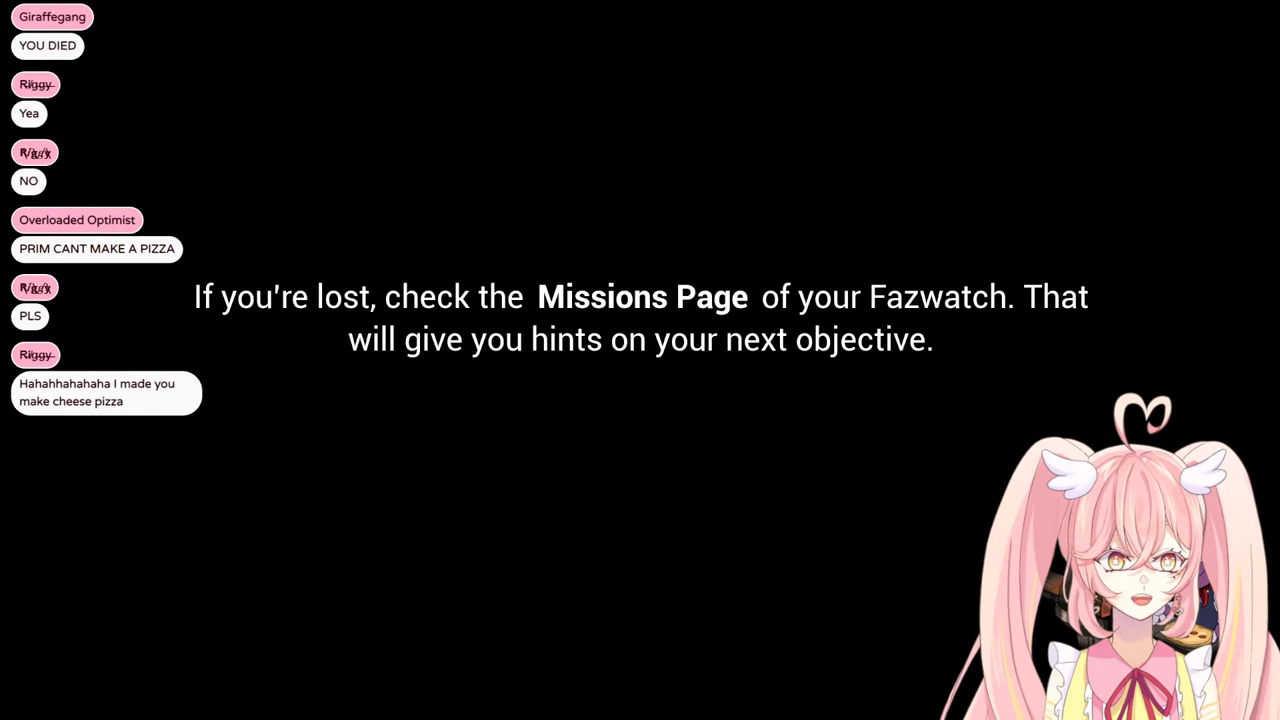 Giraffegang
YOU DIED
Riggy
Yea
Riggy
NO
Overloaded Optimist
PRIM CANT MAKE A PIZZA
Riggy
PLS
Riggy
Hahahhahahaha I made you
make cheese pizza
If you're lost, check the Missions Page of your Fazwatch. That
will give you hints on your next objective.